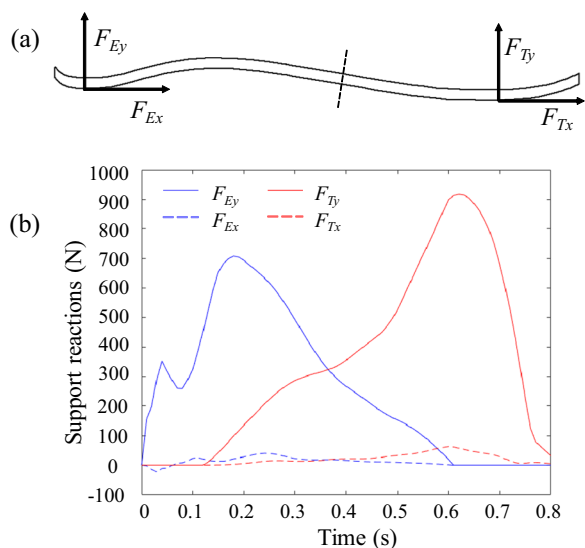 (a)
F_Ey
F_Ex
F_Ty
F_Tx
(b)
Support reactions (N)
1000
900
800
700
600
500
400
300
200
100
0
-100
F_Ey
F_Ty
F_Ex
F_Tx
0 0.1 0.2 0.3 0.4 0.5 0.6 0.7 0.8
Time (s)